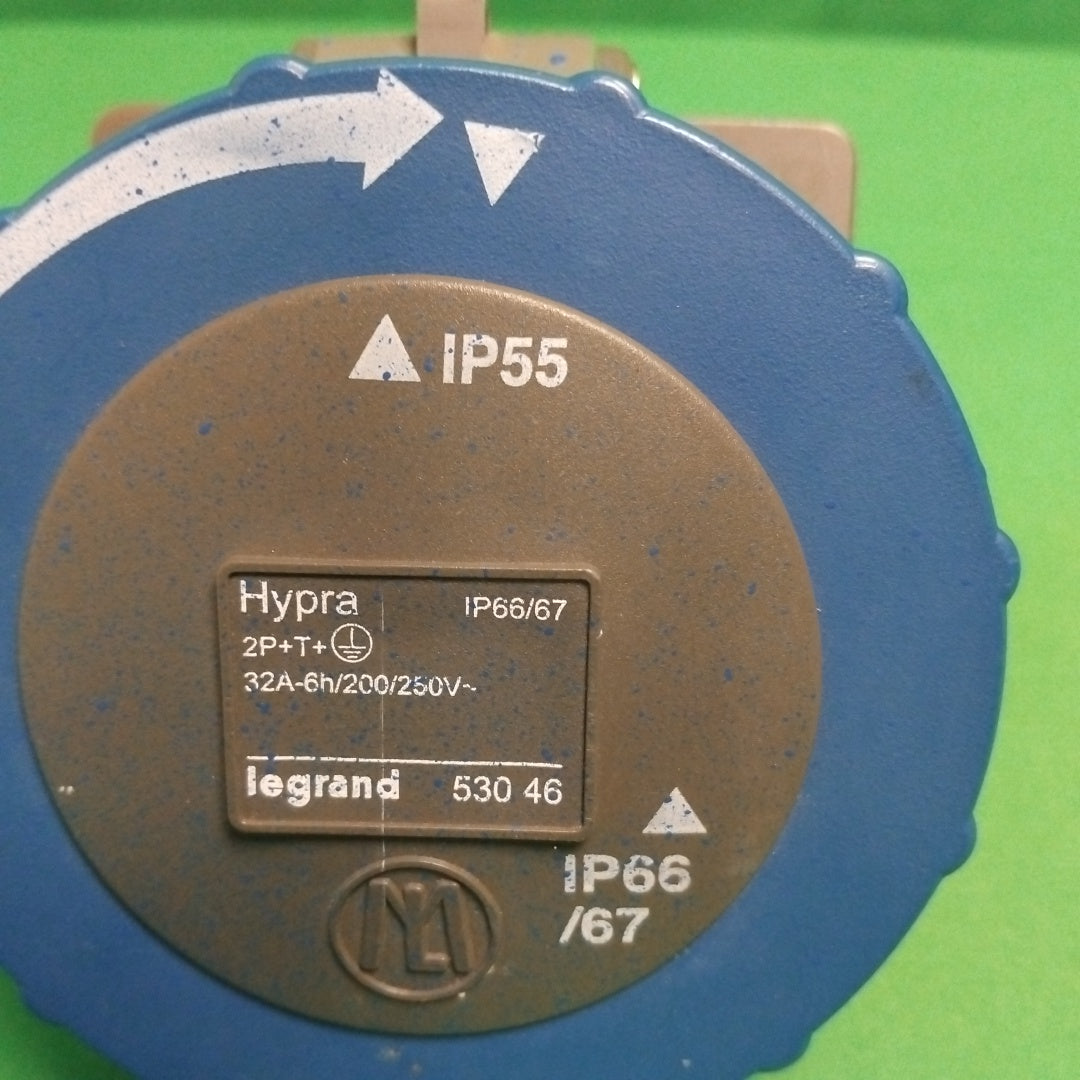 IP55
Hypra IP66/67
2P+T+⏚
32A-6h/200/250V~
legrand 530 46
IP66
/67